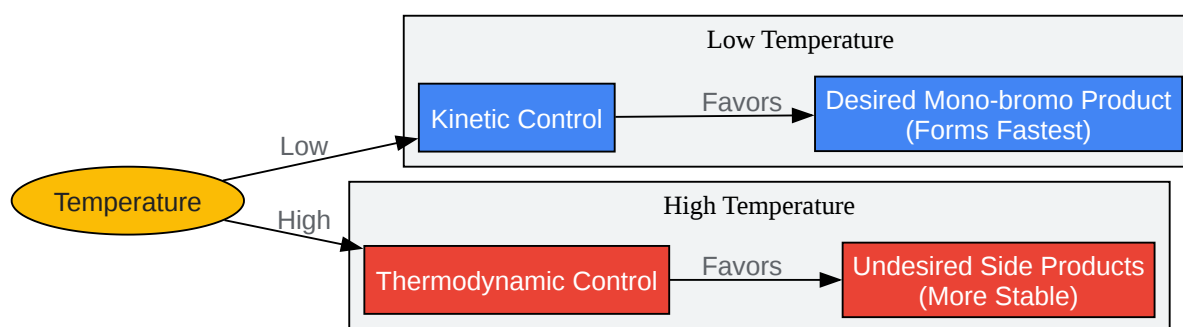 Low Temperature
Kinetic Control
Favors
Desired Mono-bromo Product
(Forms Fastest)
Low
Temperature
High
High Temperature
Thermodynamic Control
Favors
Undesired Side Products
(More Stable)